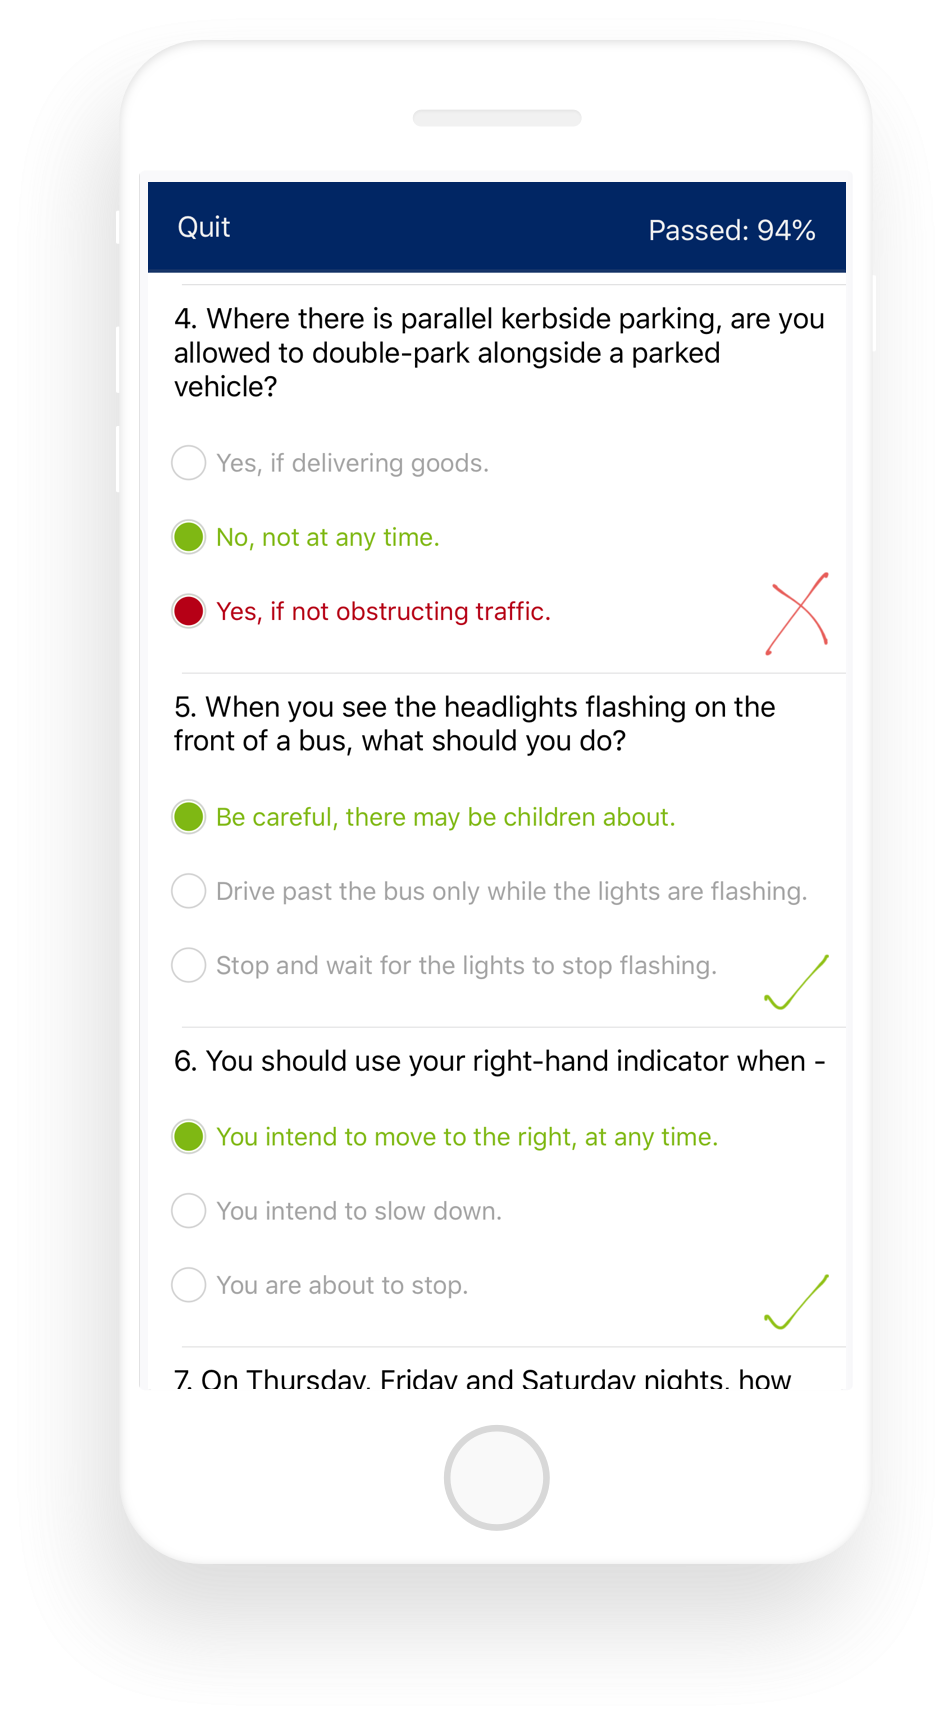 Quit
Passed: 94%
4. Where there is parallel kerbside parking, are you
allowed to double-park alongside a parked
vehicle?
Yes, if delivering goods.
No, not at any time.
Yes, if not obstructing traffic.
5. When you see the headlights flashing on the
front of a bus, what should you do?
Be careful, there may be children about.
Drive past the bus only while the lights are flashing.
Stop and wait for the lights to stop flashing.
6. You should use your right-hand indicator when -
You intend to move to the right, at any time.
You intend to slow down.
You are about to stop.
7. On Thursday, Friday and Saturday nights, how